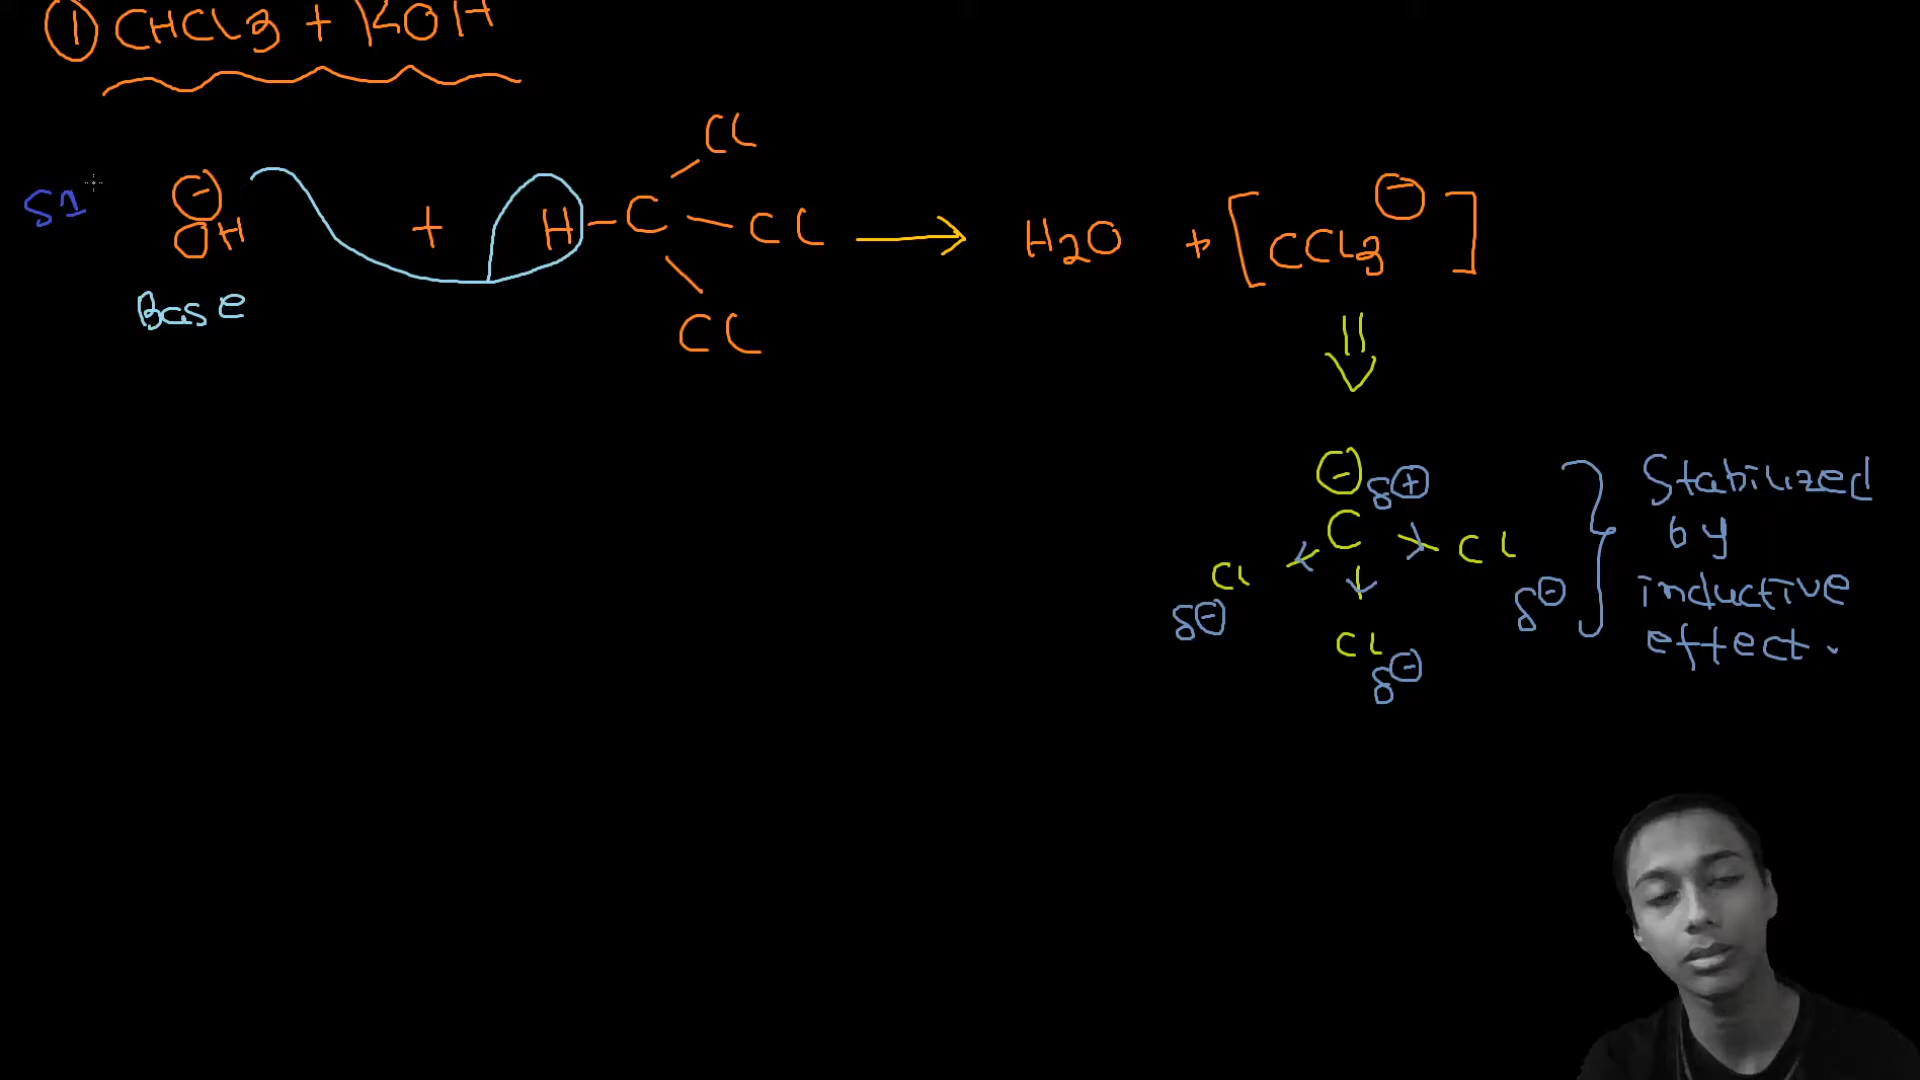 ① CHCl3 + KOH
S1
⊖
OH + H-C Cl Cl Cl → H2O + [CCl3⊖]
Base
⊖ δ⊕
C
Cl Cl Cl
δ⊖ δ⊖ δ⊖
Stabilized
by
inductive
effect.